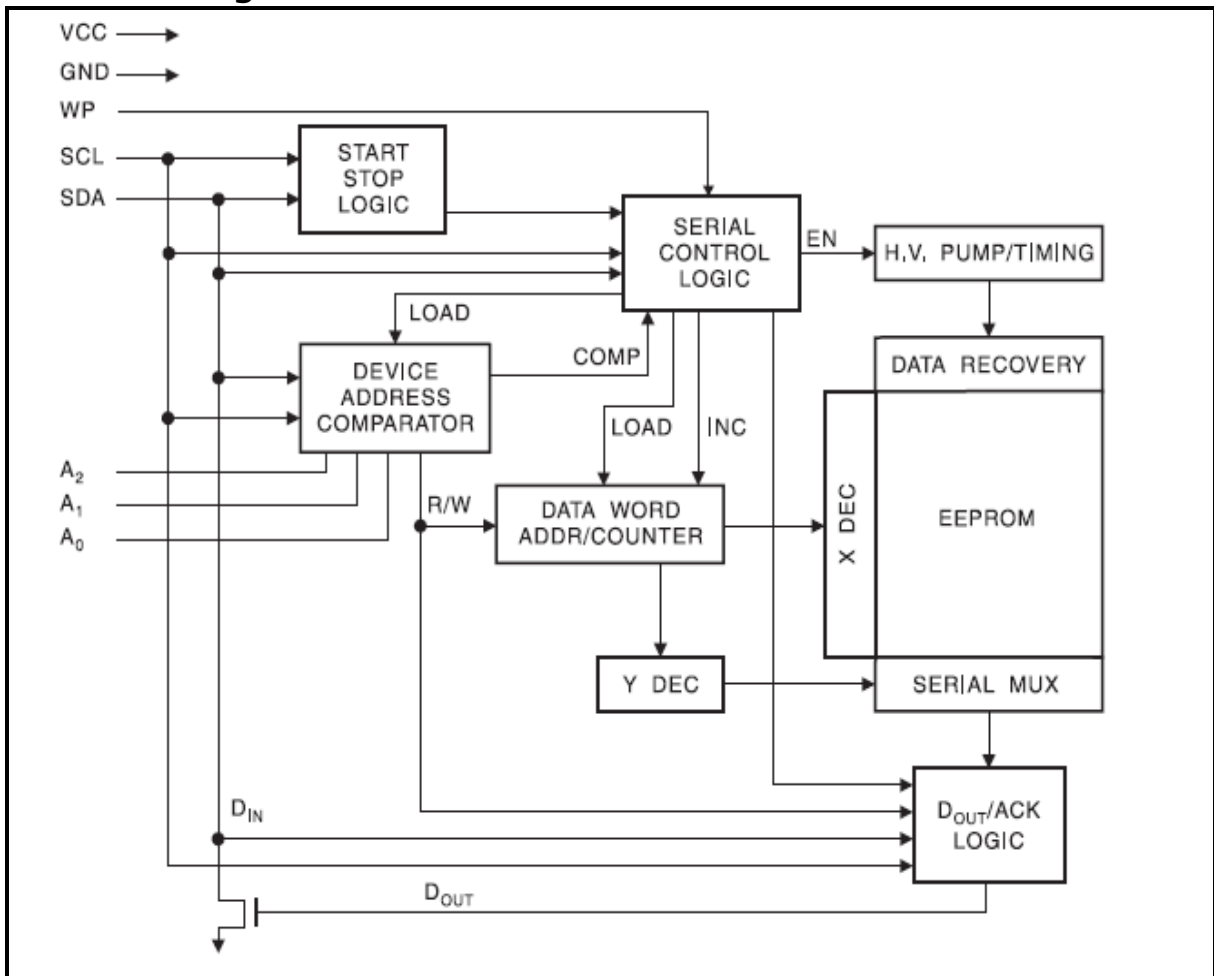 VCC
GND
WP
SCL
SDA
START
STOP
LOGIC
SERIAL
CONTROL
LOGIC
EN
H.V. PUMP/TIMING
LOAD
COMP
DEVICE
ADDRESS
COMPARATOR
LOAD
INC
DATA RECOVERY
A2
A1
A0
R/W
DATA WORD
ADDR/COUNTER
X DEC
EEPROM
Y DEC
SERIAL MUX
DIN
DOUT/ACK
LOGIC
DOUT